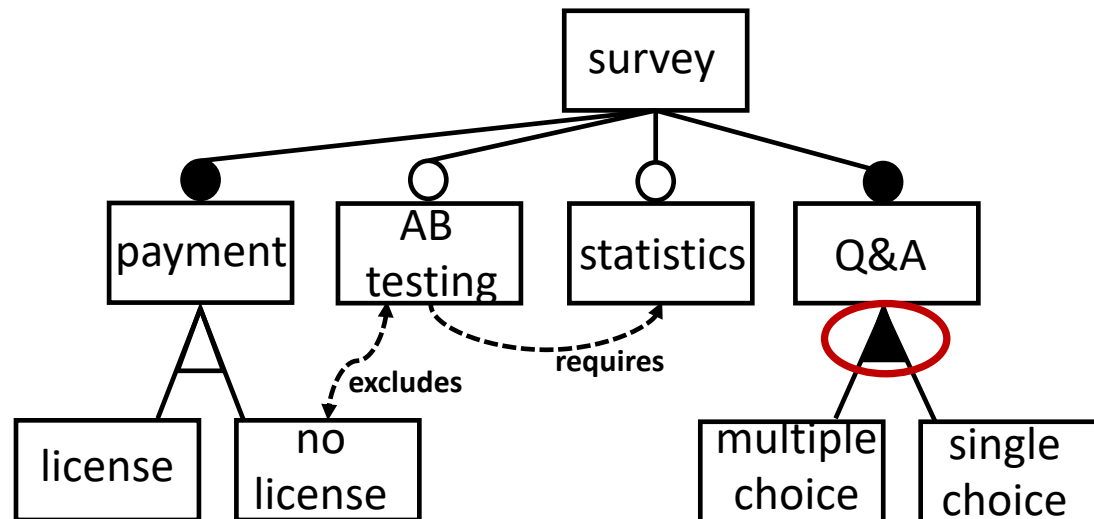 survey
payment
AB
testing
statistics
Q&A
excludes
requires
license
no
license
multiple
choice
single
choice